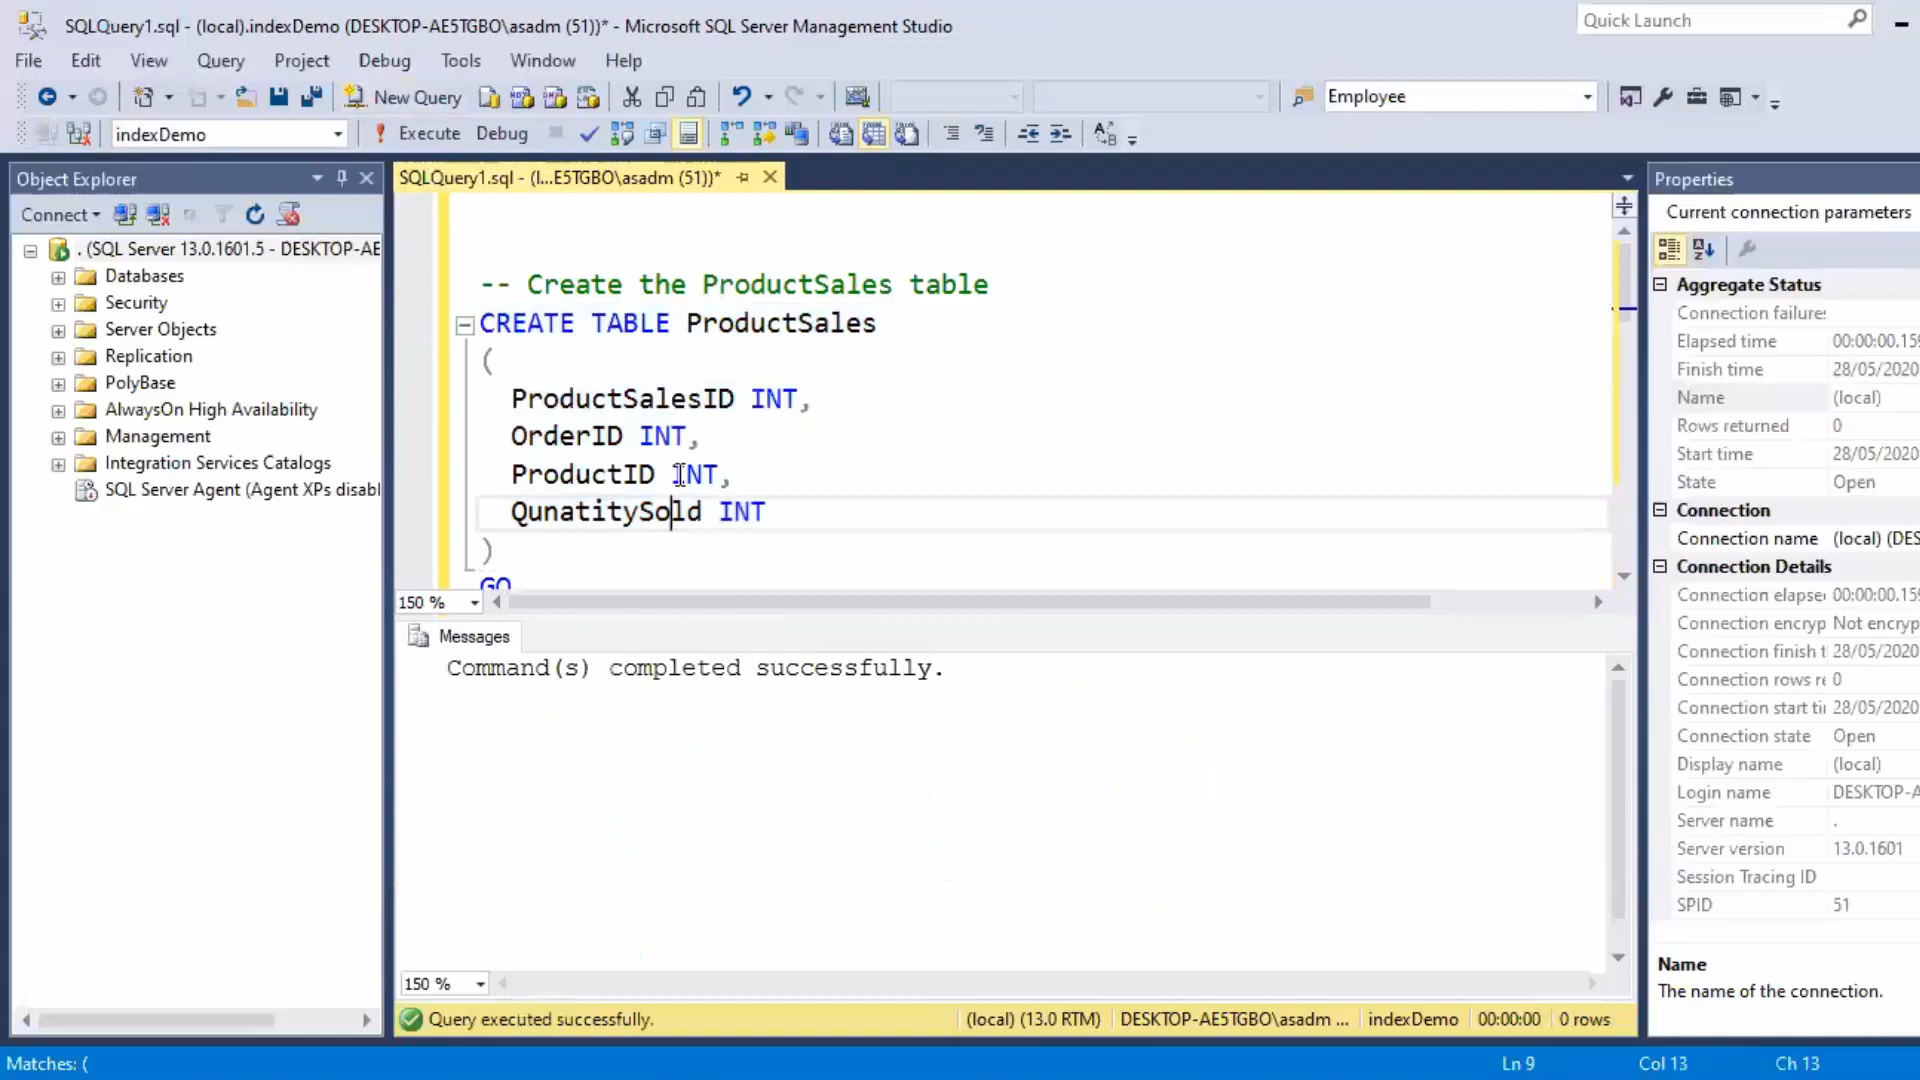 SQLQuery1.sql - (local).indexDemo (DESKTOP-AE5TGBO\asadm (51))* - Microsoft SQL Server Management Studio
Quick Launch
File Edit View Query Project Debug Tools Window Help
New Query
Employee
indexDemo
Execute Debug
Object Explorer
Connect
. (SQL Server 13.0.1601.5 - DESKTOP-AE
Databases
Security
Server Objects
Replication
PolyBase
AlwaysOn High Availability
Management
Integration Services Catalogs
SQL Server Agent (Agent XPs disabl
SQLQuery1.sql - (l...E5TGBO\asadm (51))*
-- Create the ProductSales table
CREATE TABLE ProductSales
(
ProductSalesID INT,
OrderID INT,
ProductID INT,
QunatitySold INT
)
GO
150 %
Messages
Command(s) completed successfully.
150 %
Query executed successfully.
(local) (13.0 RTM) DESKTOP-AE5TGBO\asadm ... indexDemo 00:00:00 0 rows
Properties
Current connection parameters
Aggregate Status
Connection failures
Elapsed time 00:00:00.159
Finish time 28/05/2020
Name (local)
Rows returned 0
Start time 28/05/2020
State Open
Connection
Connection name (local) (DES
Connection Details
Connection elapse 00:00:00.159
Connection encryp Not encryp
Connection finish t 28/05/2020
Connection rows re 0
Connection start ti 28/05/2020
Connection state Open
Display name (local)
Login name DESKTOP-A
Server name .
Server version 13.0.1601
Session Tracing ID
SPID 51
Name
The name of the connection.
Matches: (
Ln 9 Col 13 Ch 13